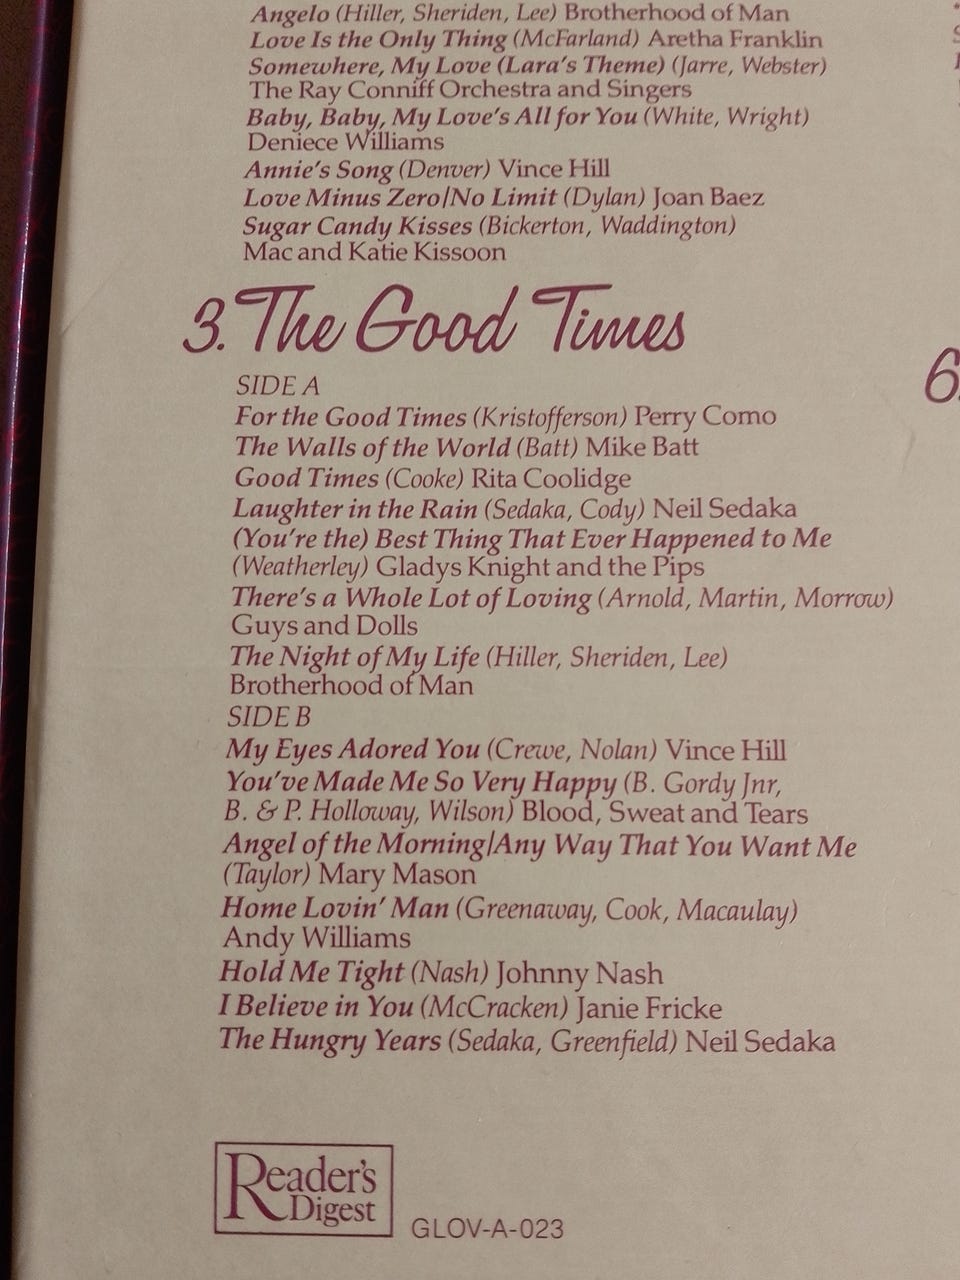 Angelo (Hiller, Sheriden, Lee) Brotherhood of Man
Love Is the Only Thing (McFarland) Aretha Franklin
Somewhere, My Love (Lara's Theme) (Jarre, Webster)
The Ray Conniff Orchestra and Singers
Baby, Baby, My Love's All for You (White, Wright)
Deniece Williams
Annie's Song (Denver) Vince Hill
Love Minus Zero/No Limit (Dylan) Joan Baez
Sugar Candy Kisses (Bickerton, Waddington)
Mac and Katie Kissoon
3. The Good Times
SIDE A
For the Good Times (Kristofferson) Perry Como
The Walls of the World (Batt) Mike Batt
Good Times (Cooke) Rita Coolidge
Laughter in the Rain (Sedaka, Cody) Neil Sedaka
(You're the) Best Thing That Ever Happened to Me
(Weatherley) Gladys Knight and the Pips
There's a Whole Lot of Loving (Arnold, Martin, Morrow)
Guys and Dolls
The Night of My Life (Hiller, Sheriden, Lee)
Brotherhood of Man
SIDE B
My Eyes Adored You (Crewe, Nolan) Vince Hill
You've Made Me So Very Happy (B. Gordy Jnr,
B. & P. Holloway, Wilson) Blood, Sweat and Tears
Angel of the Morning/Any Way That You Want Me
(Taylor) Mary Mason
Home Lovin' Man (Greenaway, Cook, Macaulay)
Andy Williams
Hold Me Tight (Nash) Johnny Nash
I Believe in You (McCracken) Janie Fricke
The Hungry Years (Sedaka, Greenfield) Neil Sedaka
Reader's
Digest
GLOV-A-023
6.